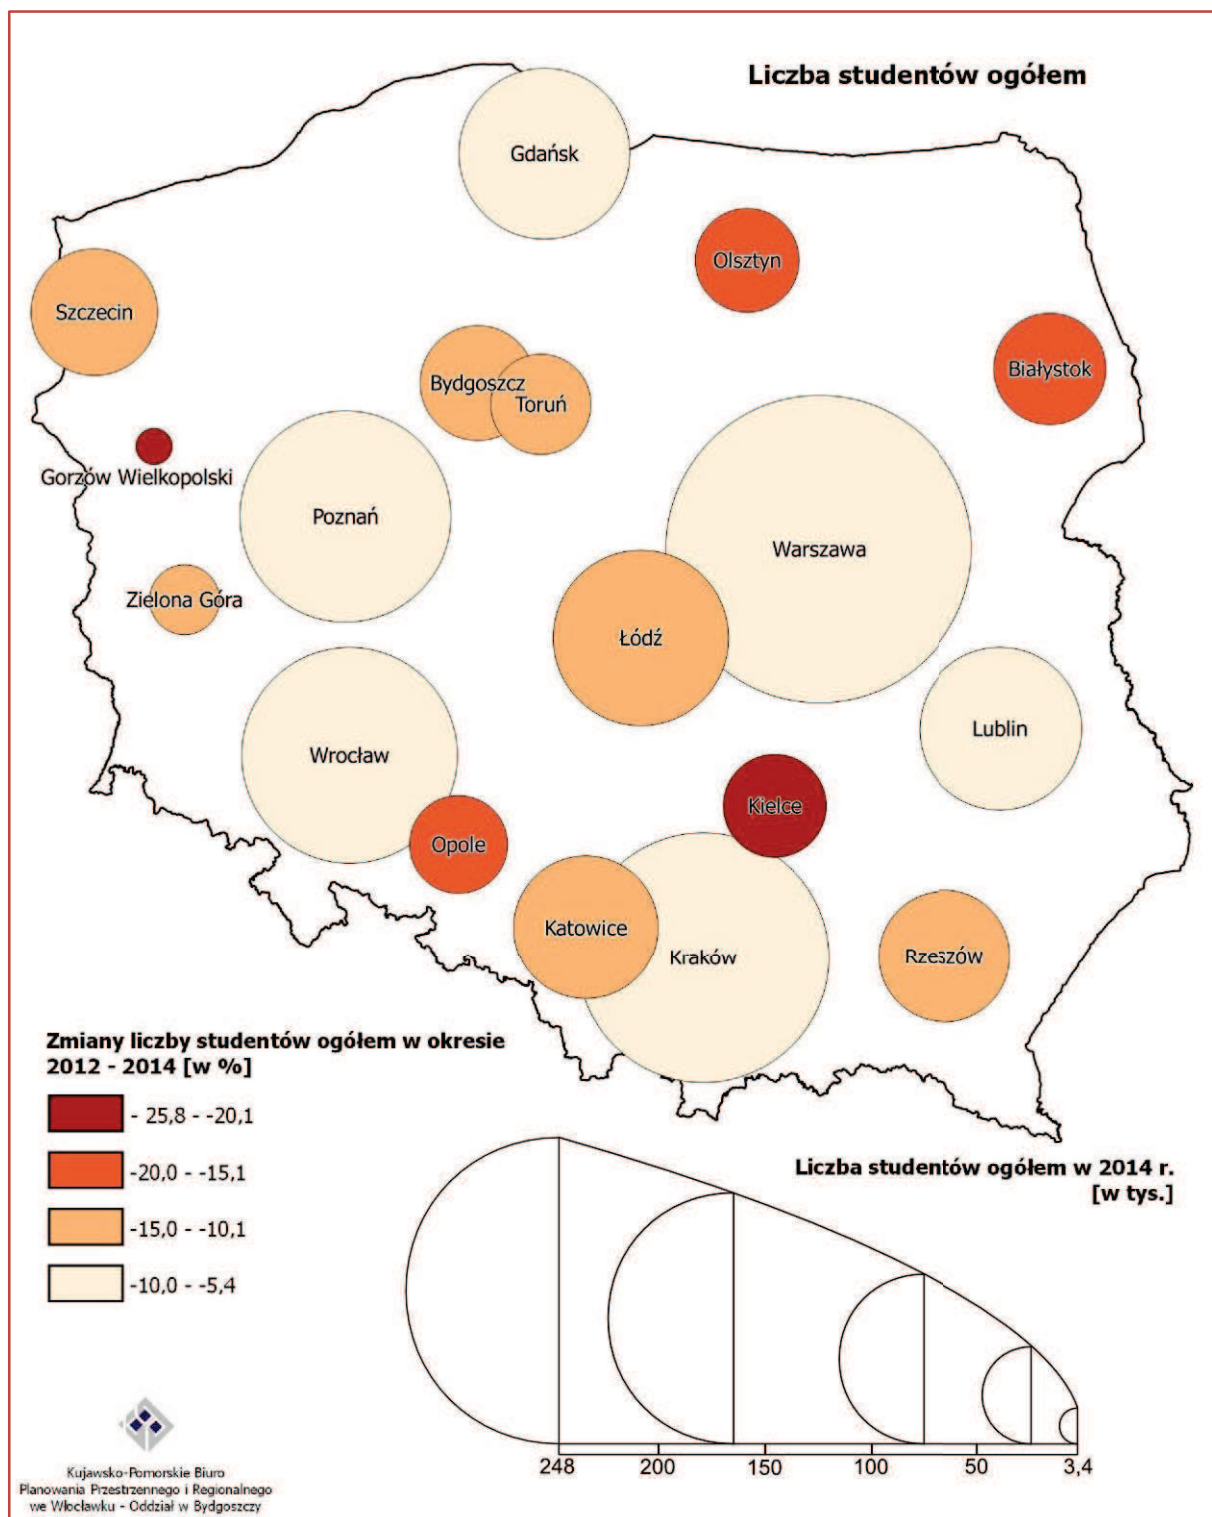 Liczba studentów ogółem
Gdańsk
Olsztyn
Szczecin
Białystok
Bydgoszcz
Toruń
Gorzów Wielkopolski
Poznań
Warszawa
Zielona Góra
Łódź
Lublin
Wrocław
Kielce
Opole
Katowice
Kraków
Rzeszów
Zmiany liczby studentów ogółem w okresie
2012 - 2014 [w %]
- 25,8 - -20,1
-20,0 - -15,1
-15,0 - -10,1
-10,0 - -5,4
Liczba studentów ogółem w 2014 r.
[w tys.]
248 200 150 100 50 3,4
Kujawsko-Pomorskie Biuro
Planowania Przestrzennego i Regionalnego
we Włocławku - Oddział w Bydgoszczy